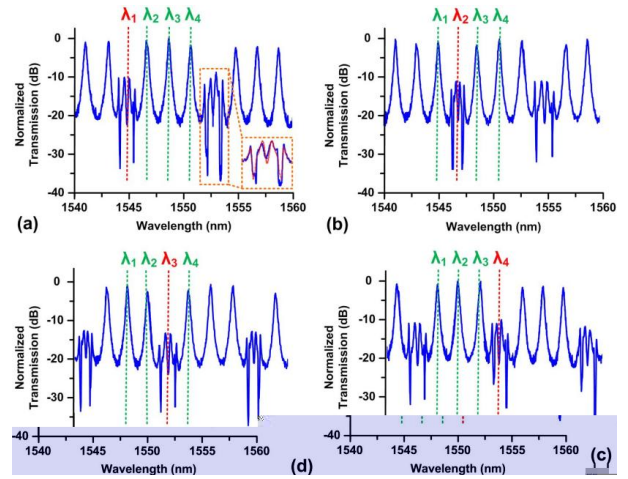 λ1 λ2 λ3 λ4
λ1 λ2 λ3 λ4
Normalized
Transmission (dB)
0
-10
-20
-30
-40
1540 1545 1550 1555 1560
Wavelength (nm)
(a)
Normalized
Transmission (dB)
0
-10
-20
-30
-40
1540 1545 1550 1555 1560
Wavelength (nm)
(b)
λ1 λ2 λ3 λ4
λ1 λ2 λ3 λ4
Normalized
Transmission (dB)
0
-10
-20
-30
-40
1540 1545 1550 1555 1560
Wavelength (nm)
(d)
Normalized
Transmission (dB)
0
-10
-20
-30
-40
1540 1545 1550 1555 1560
Wavelength (nm)
(c)